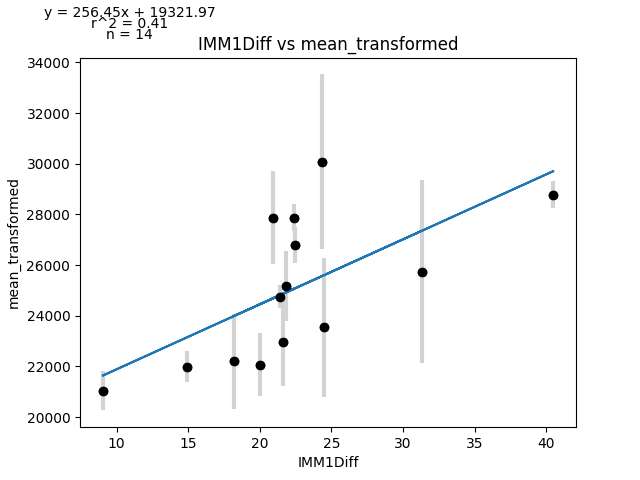 y = 256.45x + 19321.97
r^2 = 0.41
n = 14
IMM1Diff vs mean_transformed
34000
32000
30000
28000
26000
24000
22000
20000
mean_transformed
10
15
20
25
30
35
40
IMM1Diff